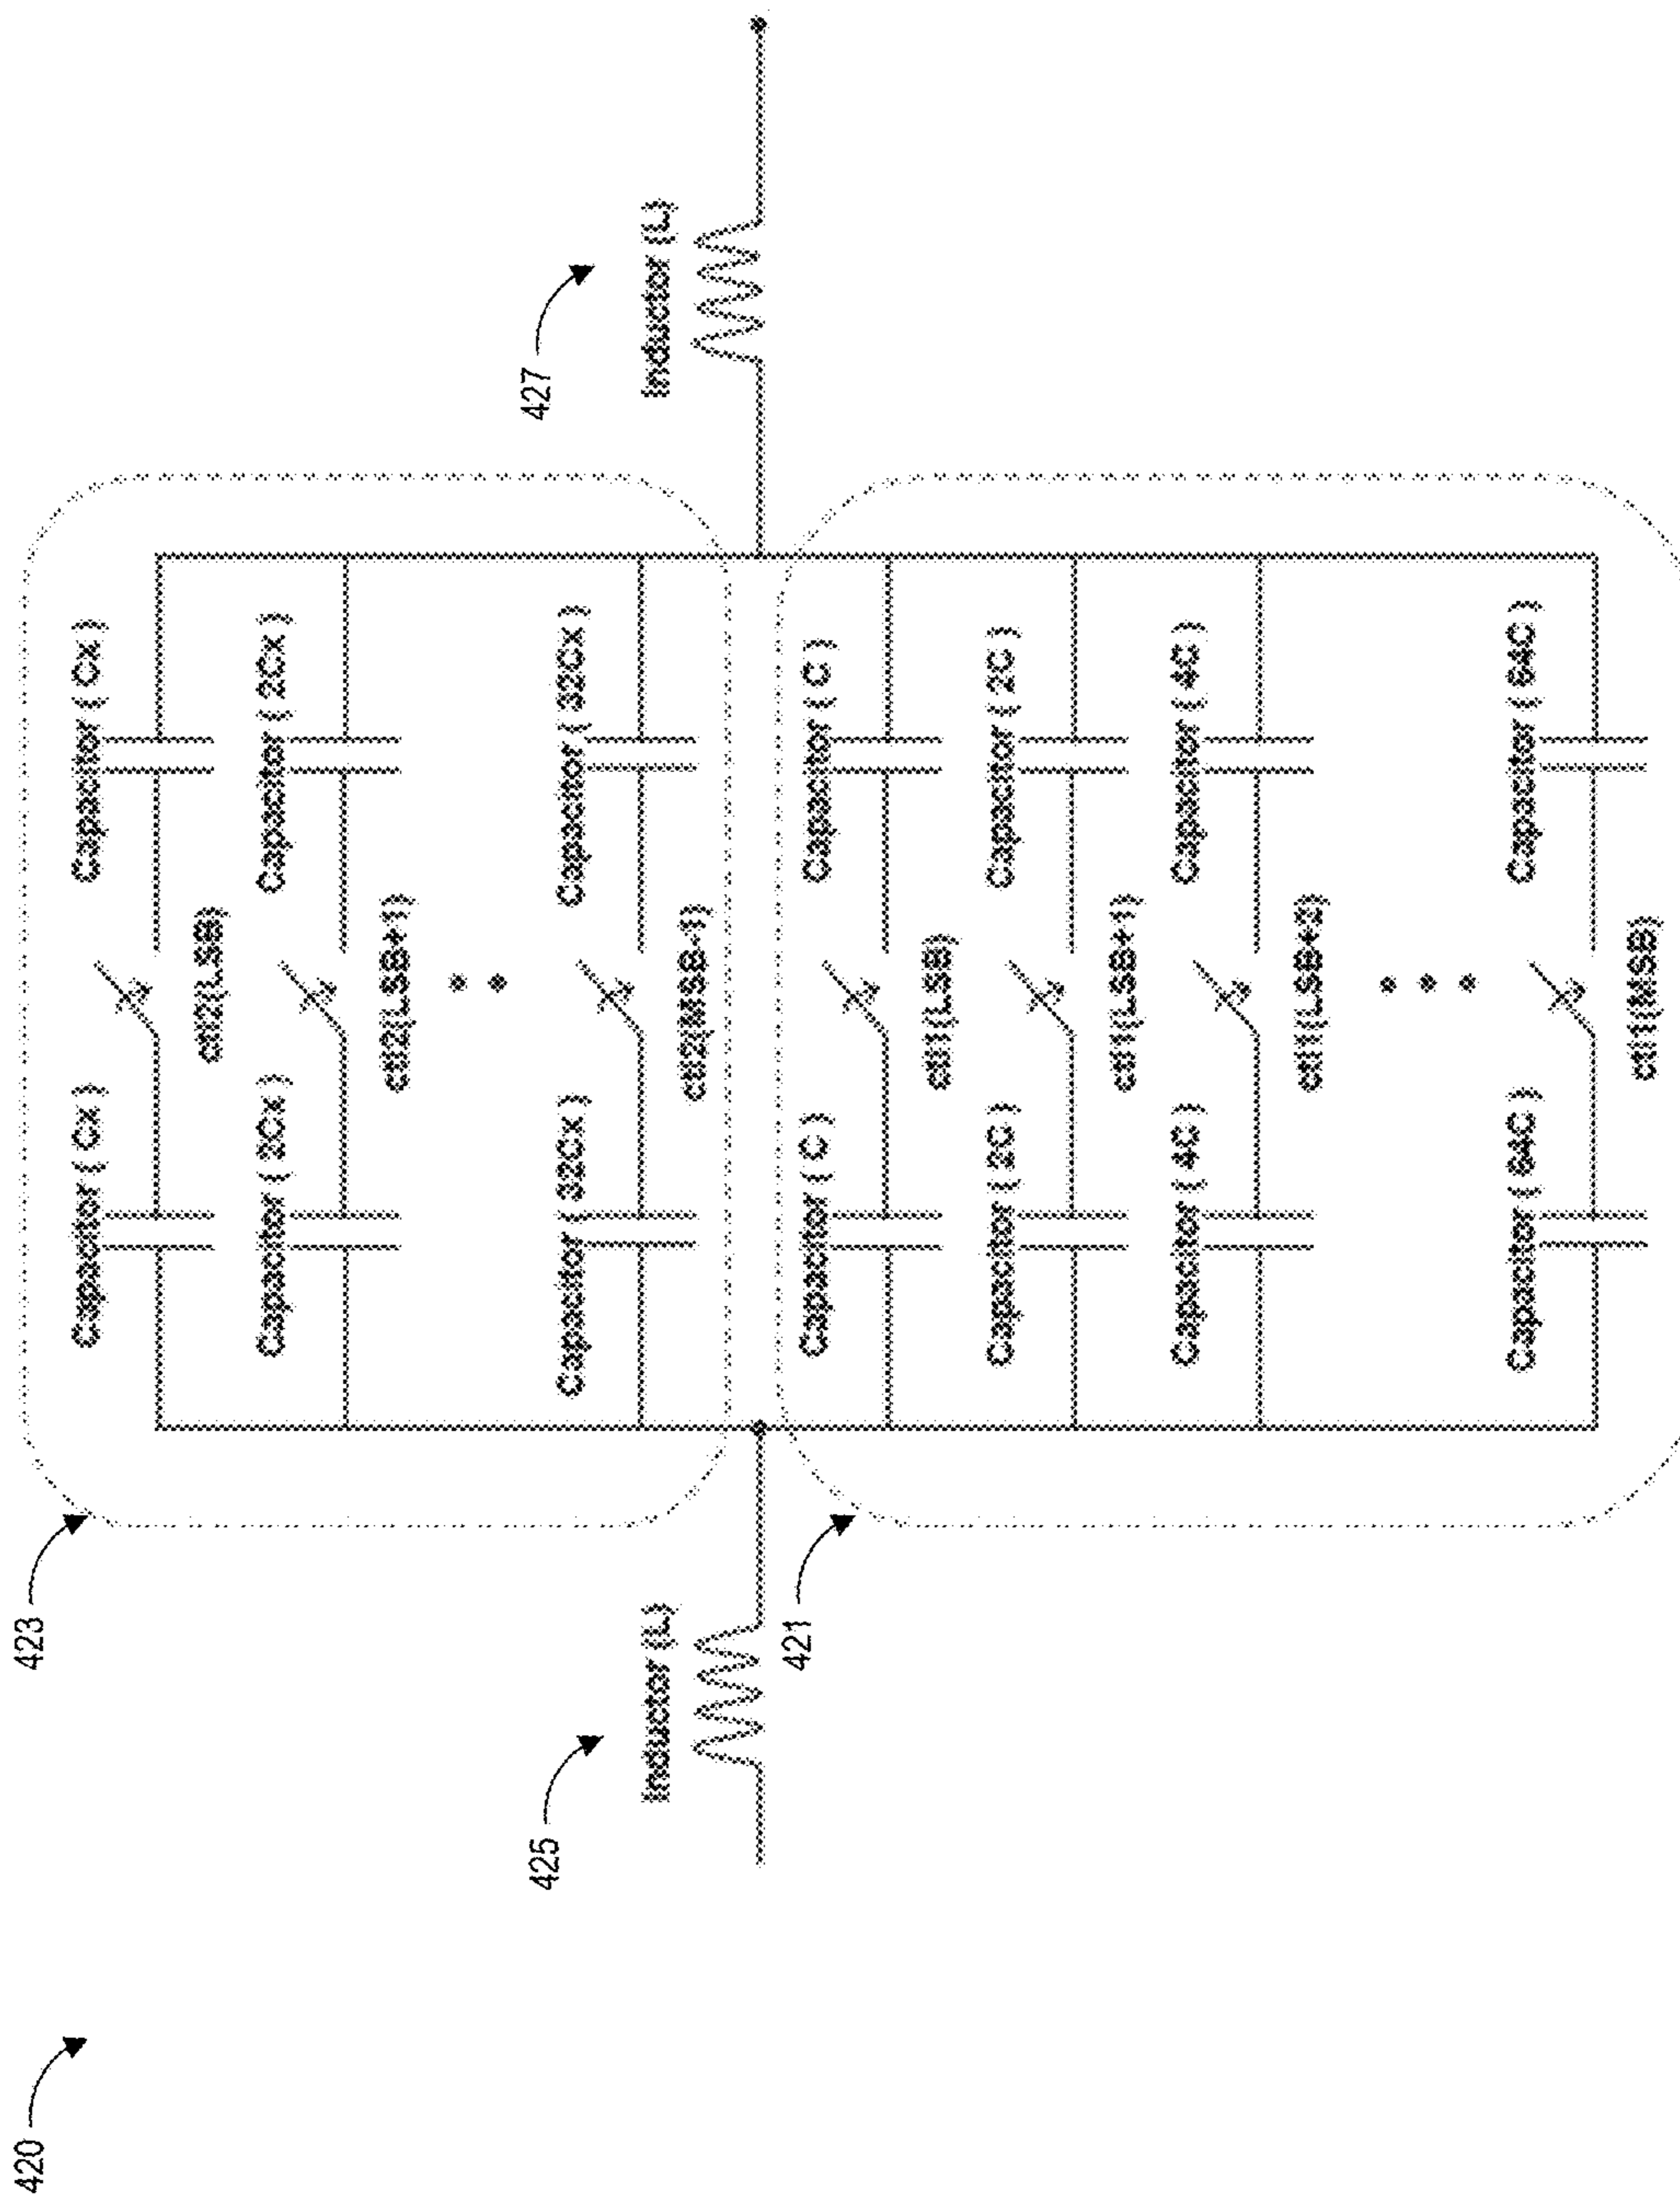 420
423
Capacitor ( Cx )
Capacitor ( Cx )
ctl2(LSB)
Capacitor ( 2Cx )
Capacitor ( 2Cx )
ctl2(LSB+1)
425
427
Capacitor ( 32Cx )
Capacitor ( 32Cx )
Inductor (L)
Inductor (L)
ctl2(MSB-1)
421
Capacitor ( C )
Capacitor ( C )
ctl1(LSB)
Capacitor ( 2C )
Capacitor ( 2C )
ctl1(LSB+1)
Capacitor ( 4C )
Capacitor ( 4C )
ctl1(LSB+2)
Capacitor ( 64C )
Capacitor ( 64C )
ctl1(MSB)